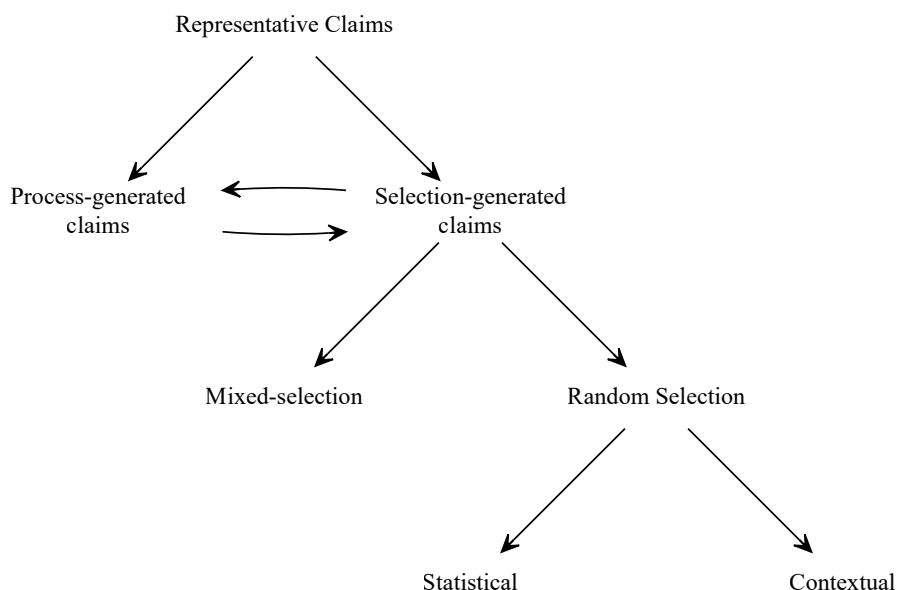 Representative Claims
Process-generated
claims
Selection-generated
claims
Mixed-selection
Random Selection
Statistical
Contextual